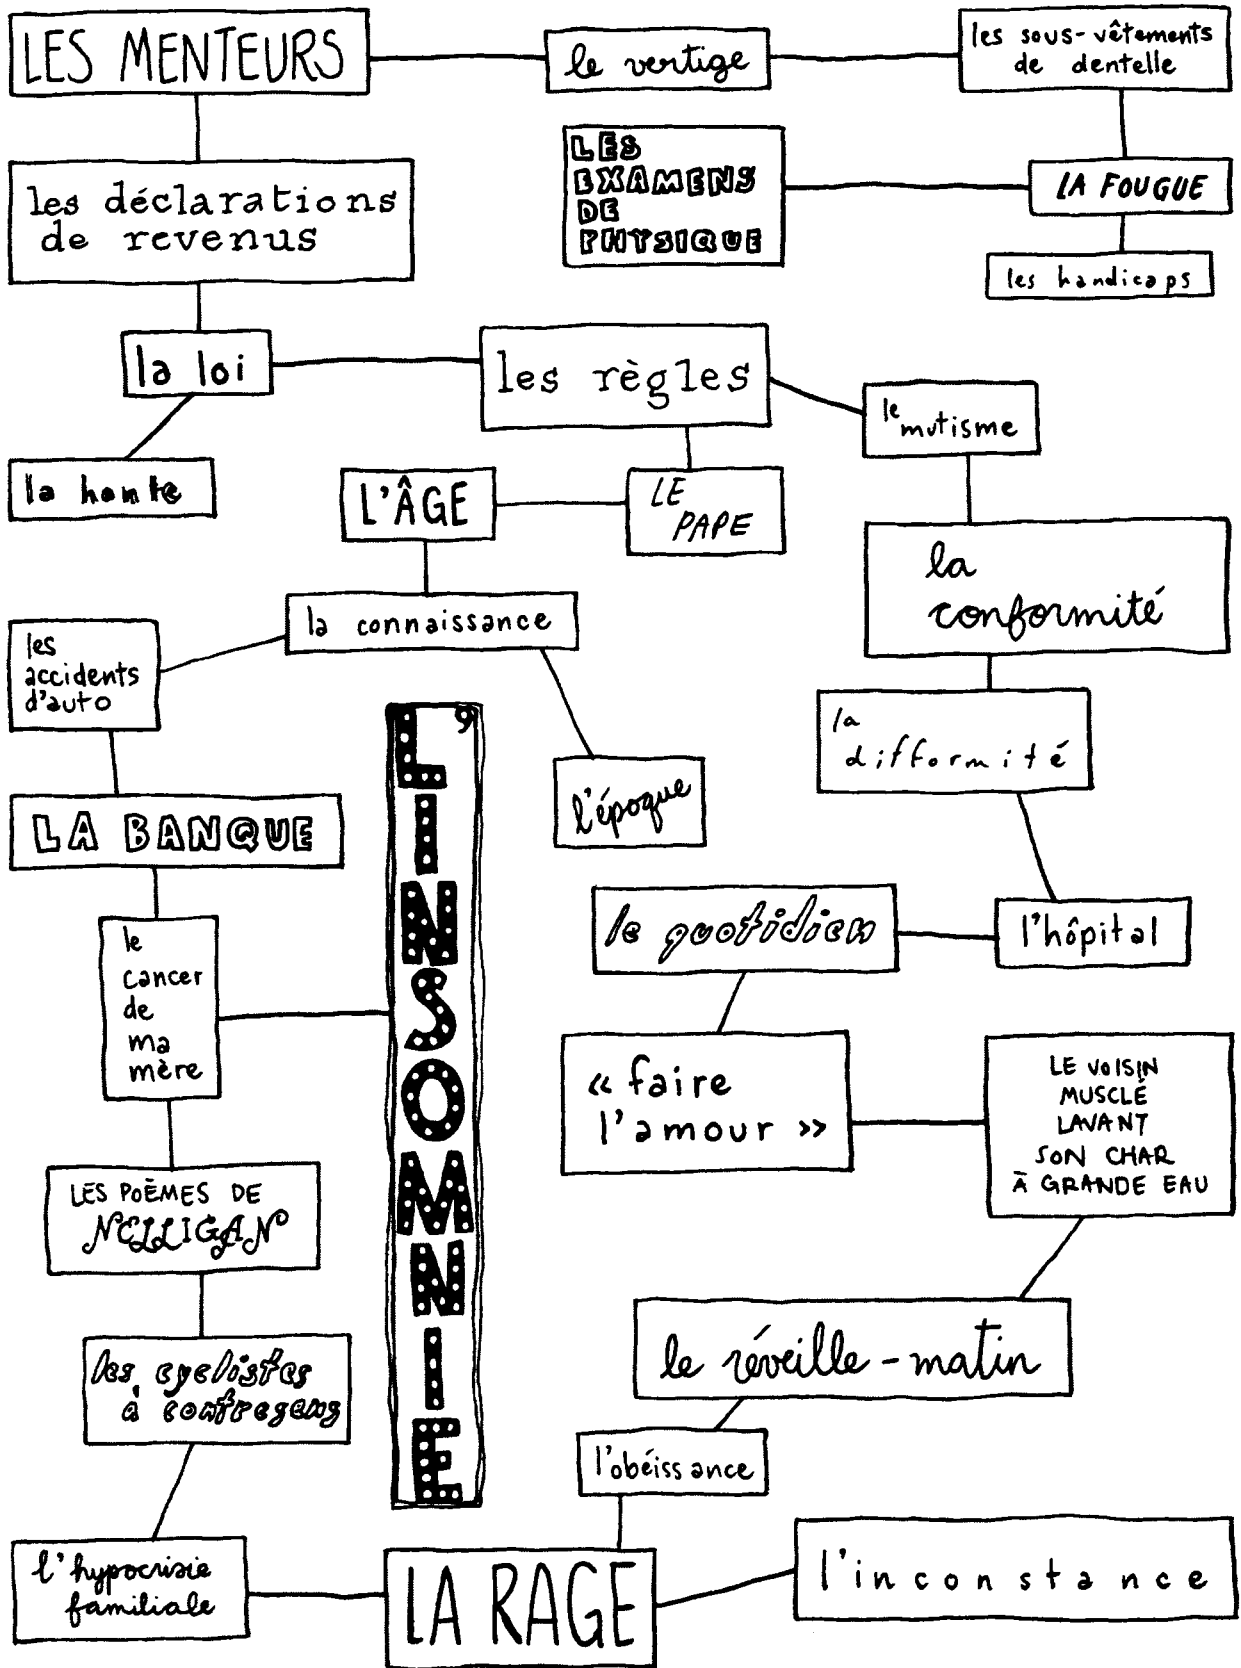 LES MENTEURS
le vertige
les sous-vêtements
de dentelle
les déclarations
de revenus
LES
EXAMENS
DE
PHYSIQUE
LA FOUGUE
les handicaps
la loi
les règles
le
mutisme
la honte
L'ÂGE
LE
PAPE
la
conformité
la connaissance
les
accidents
d'auto
la
difformité
L'INSOMNIE
l'époque
LA BANQUE
le quotidien
l'hôpital
le
cancer
de
ma
mère
« faire
l'amour »
LE VOISIN
MUSCLÉ
LAVANT
SON CHAR
À GRANDE EAU
LES POÈMES DE
NELLIGAN
le réveille-matin
les cyclistes
à contresens
l'obéissance
l'hypocrisie
familiale
LA RAGE
l'inconstance